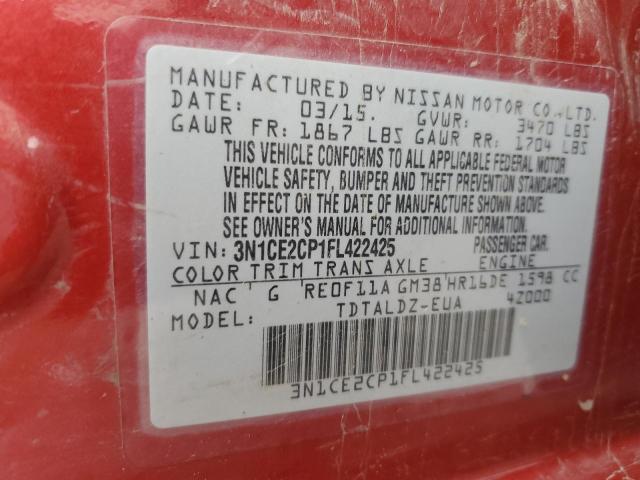 MANUFACTURED BY NISSAN MOTOR CO.,LTD.
DATE: 03/15. GVWR: 3470 LBS
GAWR FR: 1867 LBS GAWR RR: 1704 LBS
THIS VEHICLE CONFORMS TO ALL APPLICABLE FEDERAL MOTOR
VEHICLE SAFETY, BUMPER AND THEFT PREVENTION STANDARDS
IN EFFECT ON THE DATE OF MANUFACTURE SHOWN ABOVE.
SEE OWNER'S MANUAL FOR ADDITIONAL INFORMATION.
VIN: 3N1CE2CP1FL422425 PASSENGER CAR.
COLOR TRIM TRANS AXLE ENGINE
NAC G RE0F11A GM38 HR16DE 1598 CC
MODEL: TDTALDZ-EUA 4Z000
3N1CE2CP1FL422425